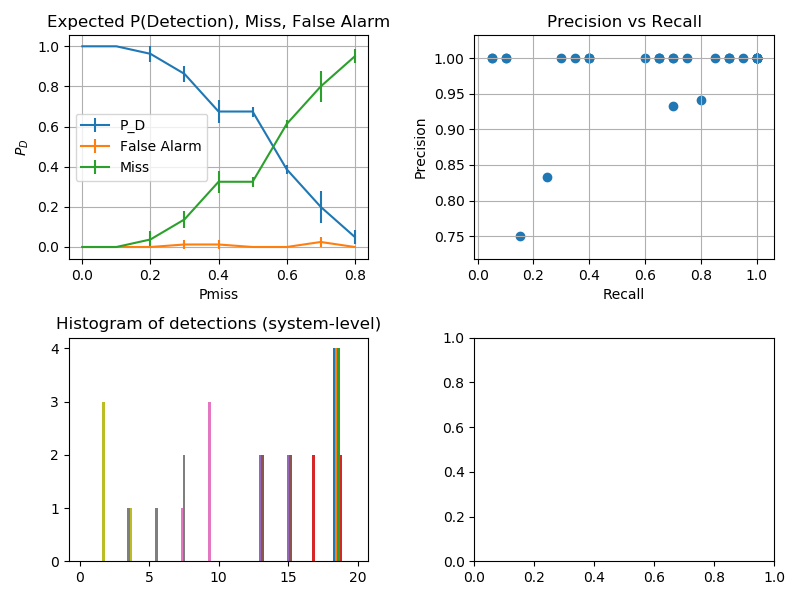 Expected P(Detection), Miss, False Alarm
1.0
0.8
0.6
0.4
0.2
0.0
P_D
P_D
False Alarm
Miss
0.0 0.2 0.4 0.6 0.8
Pmiss
Precision vs Recall
1.00
0.95
0.90
0.85
0.80
0.75
Precision
0.0 0.2 0.4 0.6 0.8 1.0
Recall
Histogram of detections (system-level)
4
3
2
1
0
0 5 10 15 20
1.0
0.8
0.6
0.4
0.2
0.0
0.0 0.2 0.4 0.6 0.8 1.0